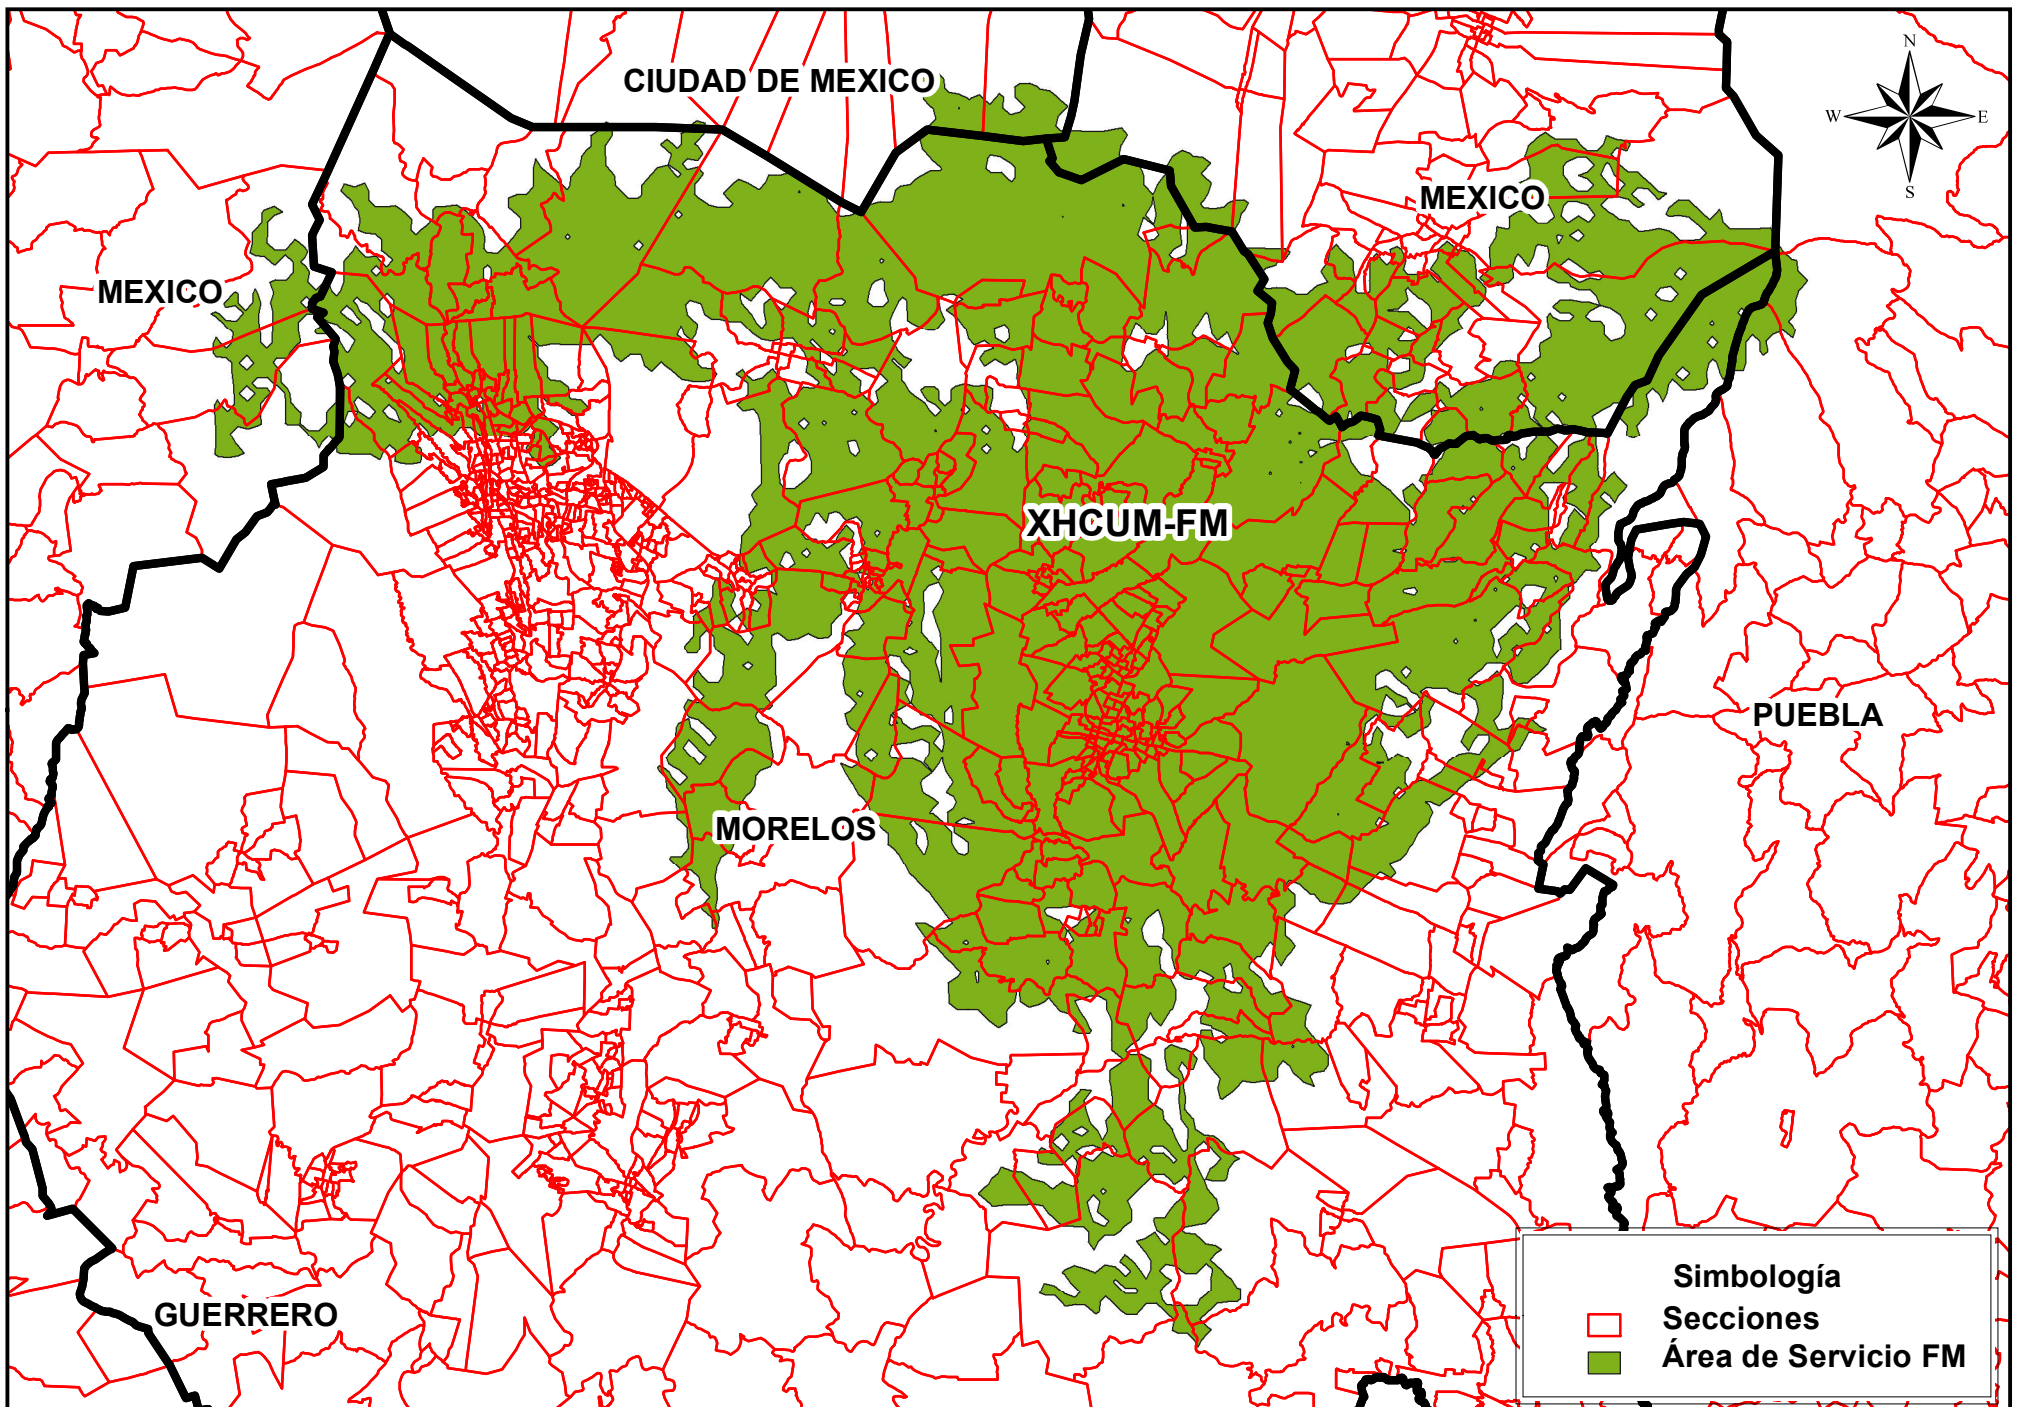 CIUDAD DE MEXICO
N
W
E
S
MEXICO
MEXICO
XHCUM-FM
PUEBLA
MORELOS
GUERRERO
Simbología
Secciones
Área de Servicio FM